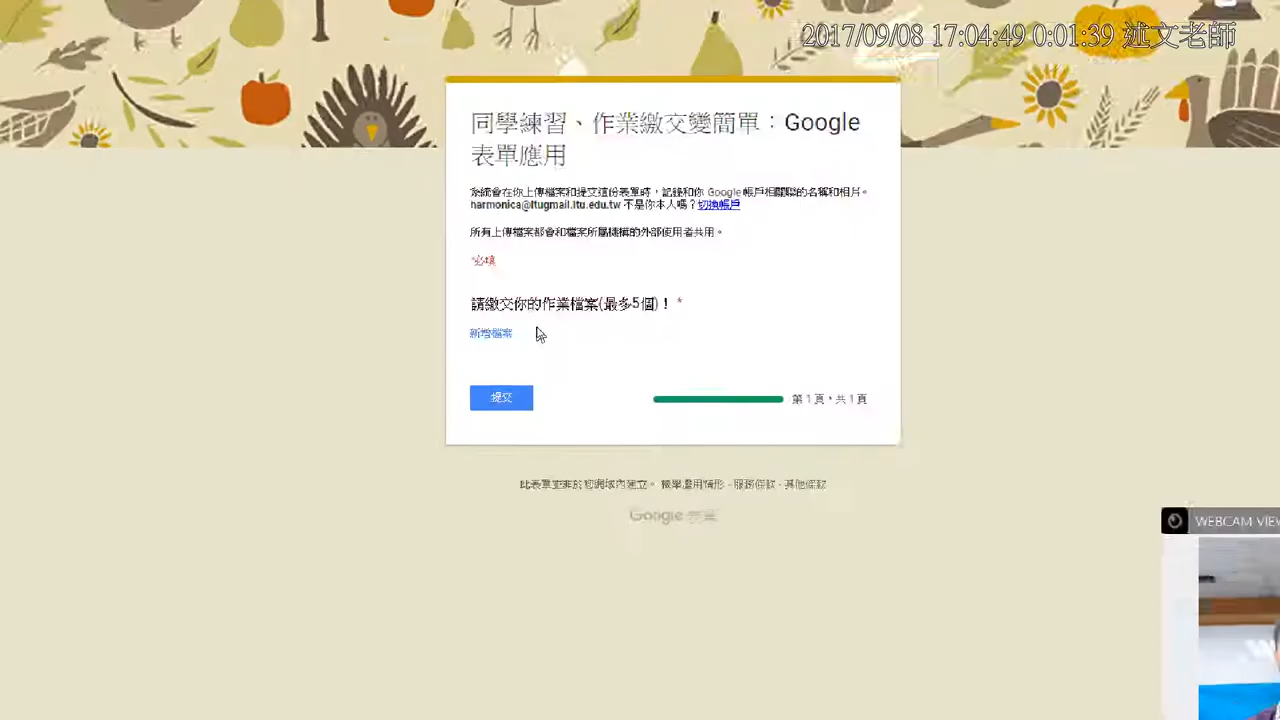 2017/09/08 17:04:49 0:01:39 述文老師
同學練習、作業繳交變簡單：Google
表單應用
系統會在你上傳檔案和提交這份表單時，記錄和你 Google 帳戶相關聯的名稱和相片。
harmonica@ltugmail.ltu.edu.tw 不是你本人嗎？切換帳戶
所有上傳檔案都會和檔案所屬機構的外部使用者共用。
*必填
請繳交你的作業檔案(最多5個)！ *
新增檔案
提交
第 1 頁，共 1 頁
此表單並非於您網域內建立。 檢舉濫用情形 - 服務條款 - 其他條款
Google 表單
WEBCAM VIE